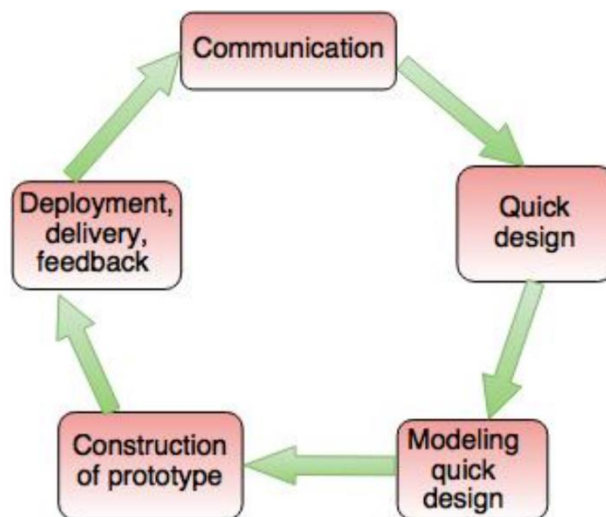 Communication
Quick
design
Modeling
quick
design
Construction
of prototype
Deployment,
delivery,
feedback